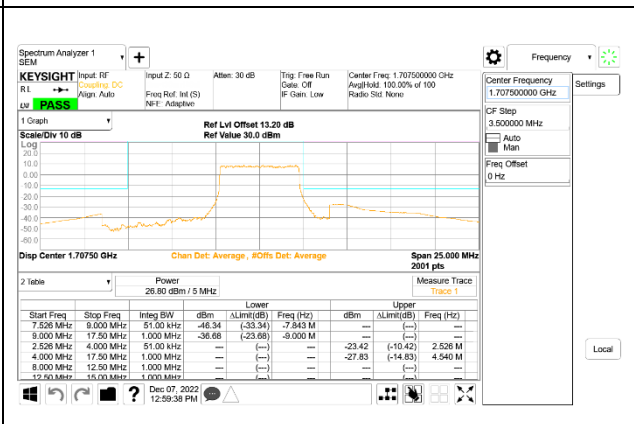 Spectrum Analyzer 1
SEM
Frequency
KEYSIGHT Input: RF Input Z: 50 Ω Atten: 30 dB Trig: Free Run Center Freq: 1.707500000 GHz
RL Coupling: DC Gate: Off Avg|Hold: 100.00% of 100
Align: Auto Freq Ref: Int (S) IF Gain: Low Radio Std: None
NFE: Adaptive
PASS
Center Frequency
1.707500000 GHz
Settings
CF Step
3.500000 MHz
Auto
Man
Freq Offset
0 Hz
1 Graph
Ref Lvl Offset 13.20 dB
Scale/Div 10 dB Ref Value 30.0 dBm
Log
20.0
10.0
0.00
-10.0
-20.0
-30.0
-40.0
-50.0
-60.0
Disp Center 1.70750 GHz Chan Det: Average , #Offs Det: Average Span 25.000 MHz
2001 pts
2 Table
Power
26.80 dBm / 5 MHz
Measure Trace
Trace 1
Lower Upper
Start Freq Stop Freq Integ BW dBm ΔLimit(dB) Freq (Hz) dBm ΔLimit(dB) Freq (Hz)
7.526 MHz 9.000 MHz 51.00 kHz -46.34 (-33.34) -7.843 M --- (---) ---
9.000 MHz 17.50 MHz 1.000 MHz -36.68 (-23.68) -9.000 M --- (---) ---
2.526 MHz 4.000 MHz 51.00 kHz --- (---) --- -23.42 (-10.42) 2.526 M
4.000 MHz 17.50 MHz 1.000 MHz --- (---) --- -27.83 (-14.83) 4.540 M
8.000 MHz 12.50 MHz 1.000 MHz --- (---) --- --- (---) ---
12.50 MHz 15.00 MHz 1.000 MHz --- (---) --- --- (---) ---
Local
?
Dec 07, 2022
12:59:38 PM